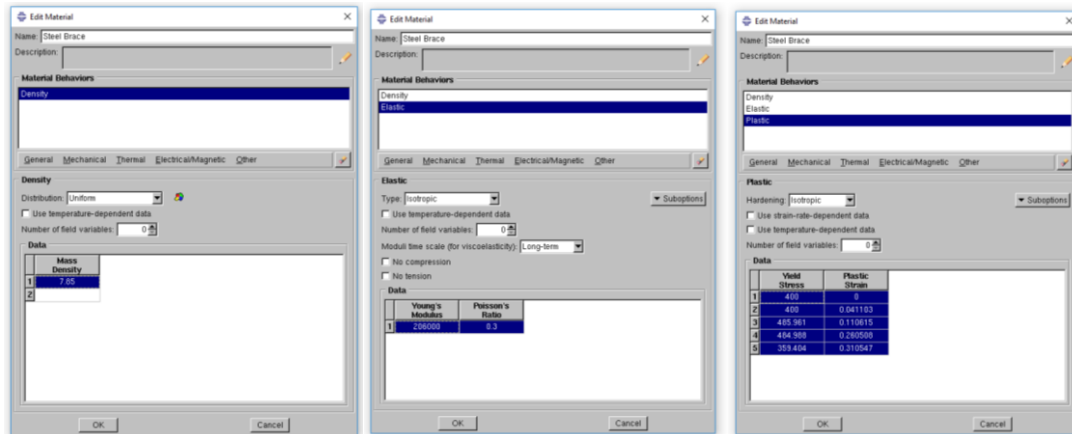 Edit Material
Name: Steel Brace
Description:
Material Behaviors
Density
General Mechanical Thermal Electrical/Magnetic Other
Density
Distribution: Uniform
Use temperature-dependent data
Number of field variables: 0
Data
Mass
Density
1 7.85
2
OK Cancel
Edit Material
Name: Steel Brace
Description:
Material Behaviors
Density
Elastic
General Mechanical Thermal Electrical/Magnetic Other
Elastic
Type: Isotropic Suboptions
Use temperature-dependent data
Number of field variables: 0
Moduli time scale (for viscoelasticity): Long-term
No compression
No tension
Data
Young's Poisson's
Modulus Ratio
1 206000 0.3
OK Cancel
Edit Material
Name: Steel Brace
Description:
Material Behaviors
Density
Elastic
Plastic
General Mechanical Thermal Electrical/Magnetic Other
Plastic
Hardening: Isotropic Suboptions
Use strain-rate-dependent data
Use temperature-dependent data
Number of field variables: 0
Data
Yield Plastic
Stress Strain
1 400 0
2 400 0.041103
3 485.961 0.110615
4 484.988 0.260508
5 359.404 0.310547
OK Cancel